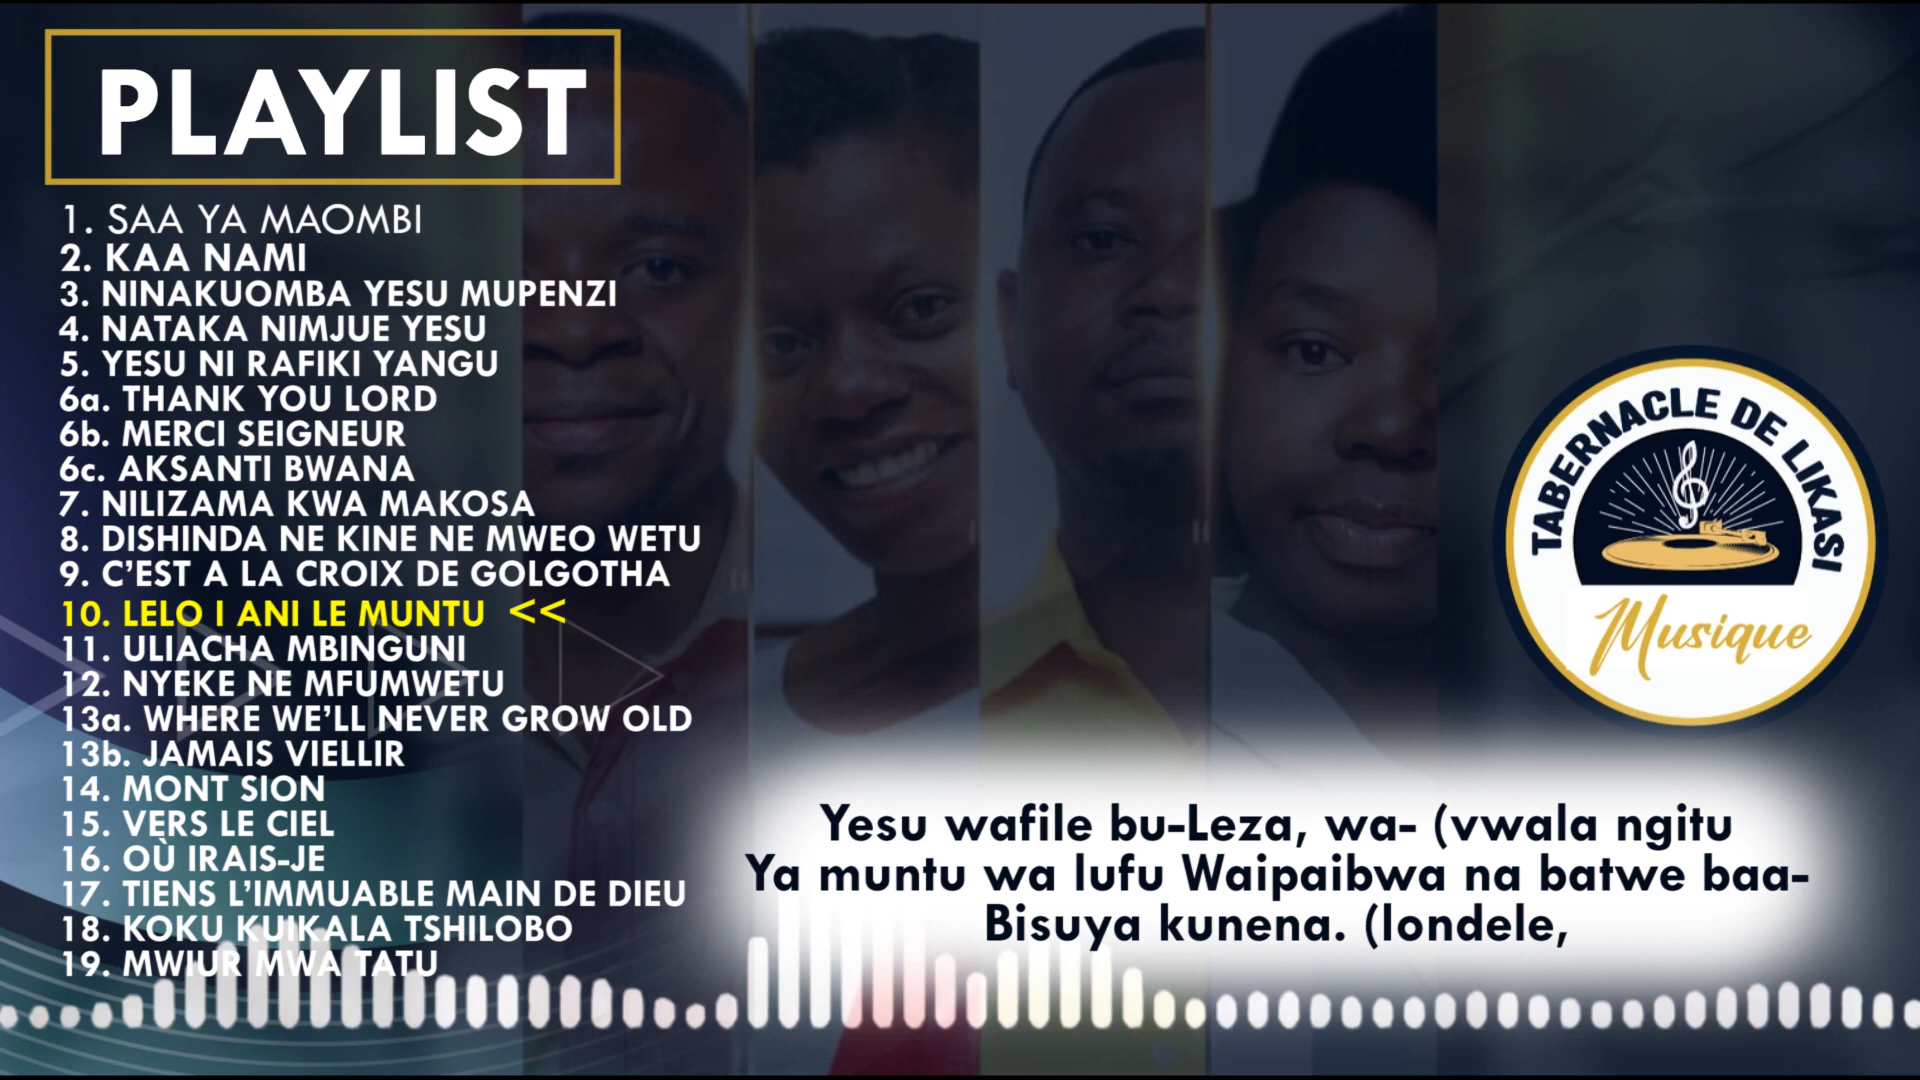 PLAYLIST
1. SAA YA MAOMBI
2. KAA NAMI
3. NINAKUOMBA YESU MUPENZI
4. NATAKA NIMJUE YESU
5. YESU NI RAFIKI YANGU
6a. THANK YOU LORD
6b. MERCI SEIGNEUR
6c. AKSANTI BWANA
7. NILIZAMA KWA MAKOSA
8. DISHINDA NE KINE NE MWEO WETU
9. C'EST A LA CROIX DE GOLGOTHA
10. LELO I ANI LE MUNTU <<
11. ULIACHA MBINGUNI
12. NYEKE NE MFUMWETU
13a. WHERE WE'LL NEVER GROW OLD
13b. JAMAIS VIELLIR
14. MONT SION
15. VERS LE CIEL
16. OÙ IRAIS-JE
17. TIENS L'IMMUABLE MAIN DE DIEU
18. KOKU KUIKALA TSHILOBO
19. MWIUR MWA TATU
TABERNACLE DE LIKASI
Musique
Yesu wafile bu-Leza, wa- (vwala ngitu
Ya muntu wa lufu Waipaibwa na batwe baa-
Bisuya kunena. (londele,